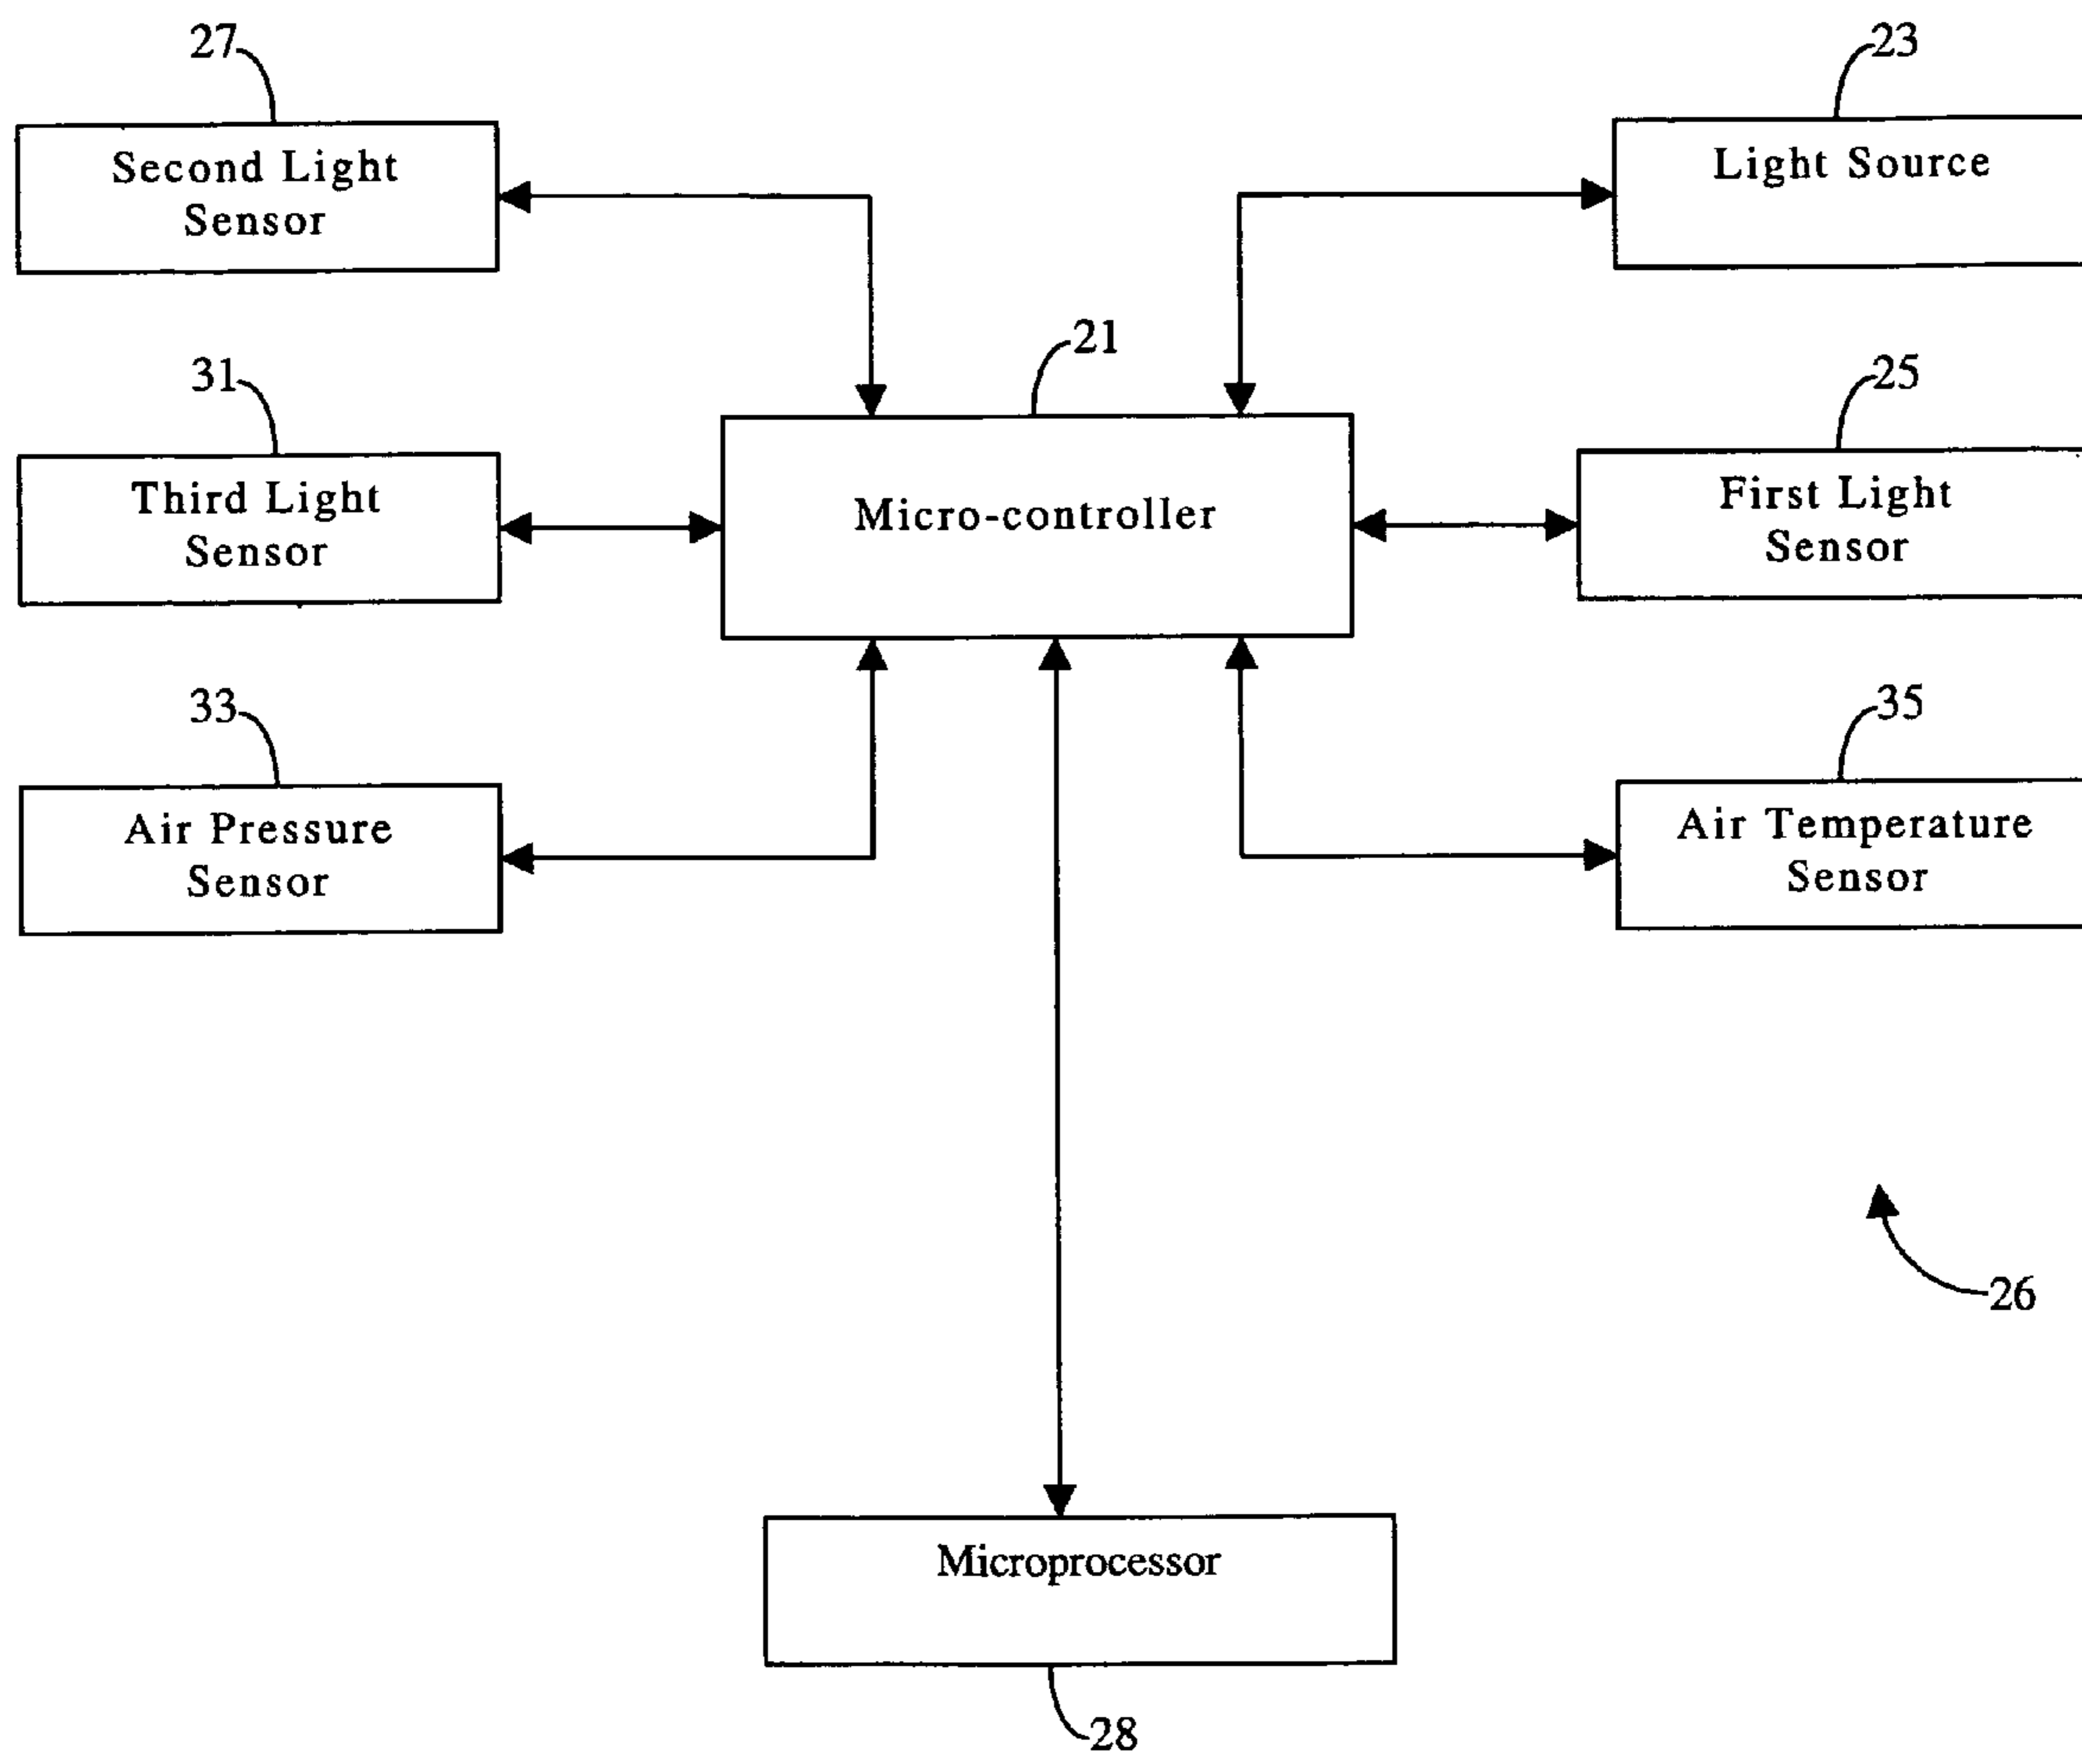 27
23
Second Light
Sensor
Light Source
21
31
25
Third Light
Sensor
Micro-controller
First Light
Sensor
33
35
Air Pressure
Sensor
Air Temperature
Sensor
26
Microprocessor
28